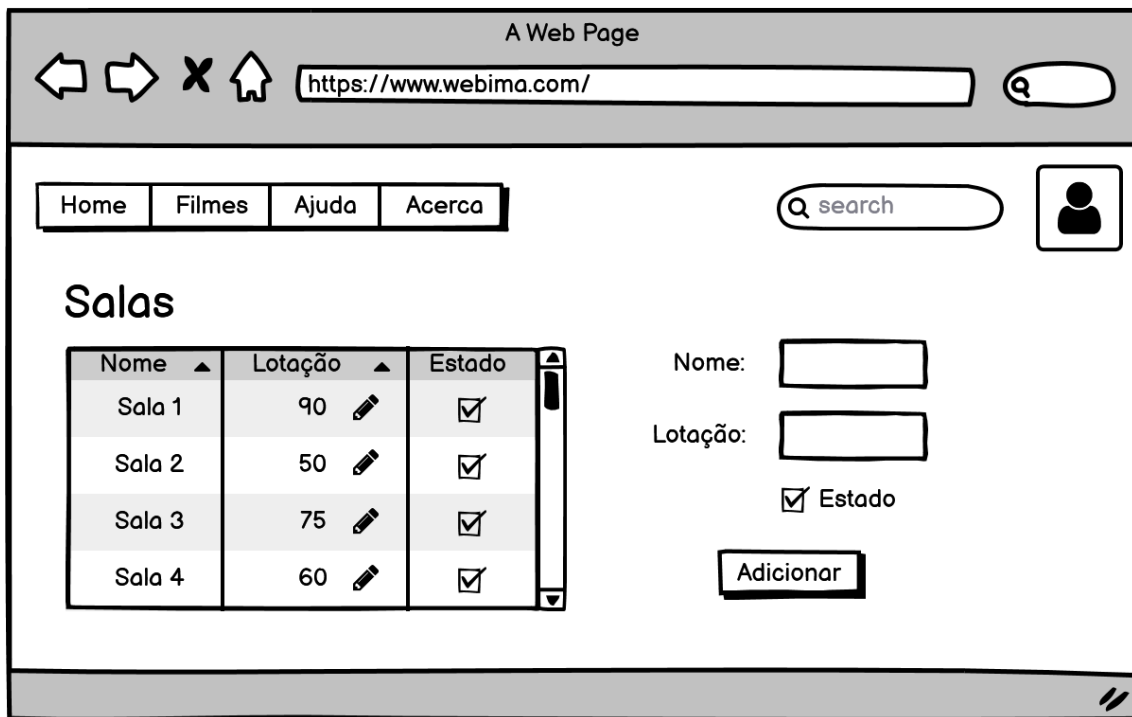 A Web Page
https://www.webima.com/
Home Filmes Ajuda Acerca
search
Salas
Nome Lotação Estado
Sala 1 90
Sala 2 50
Sala 3 75
Sala 4 60
Nome:
Lotação:
Estado
Adicionar